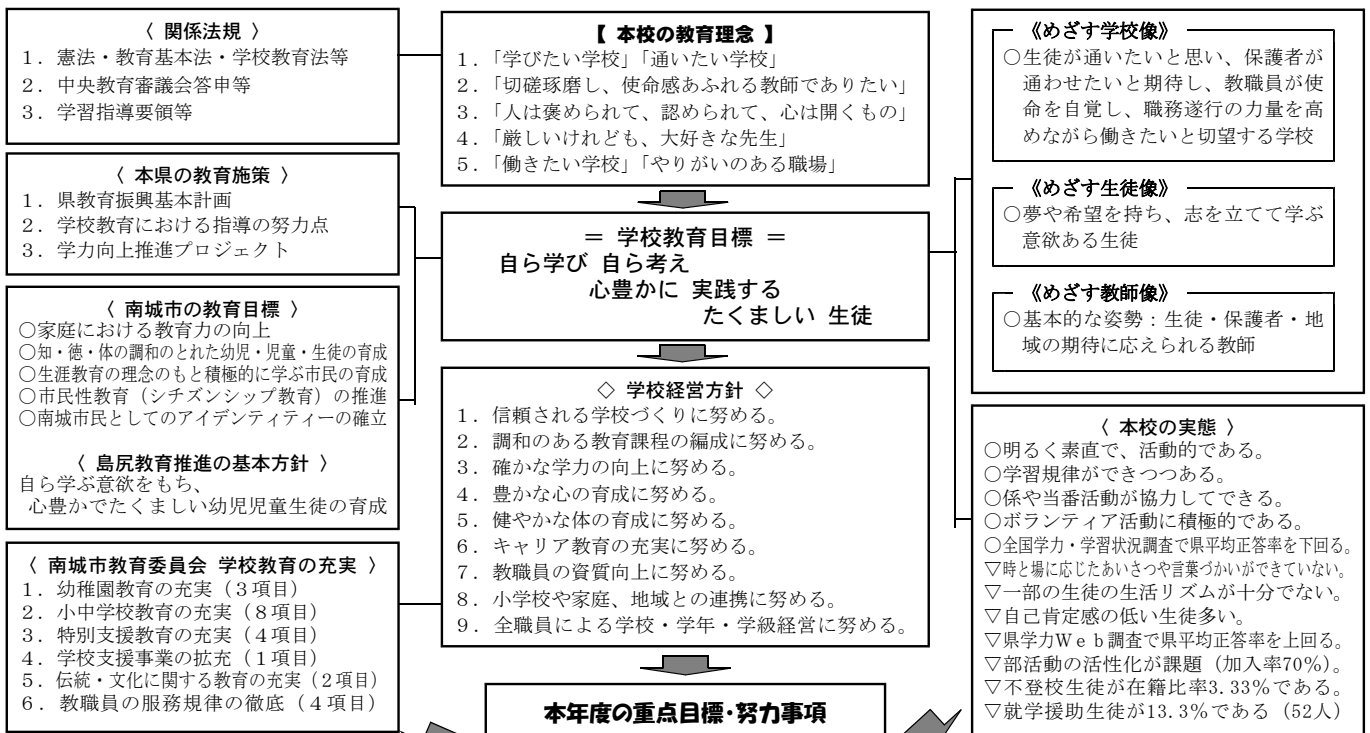 〈 関係法規 〉
1．憲法・教育基本法・学校教育法等
2．中央教育審議会答申等
3．学習指導要領等
〈 本県の教育施策 〉
1．県教育振興基本計画
2．学校教育における指導の努力点
3．学力向上推進プロジェクト
〈 南城市の教育目標 〉
○家庭における教育力の向上
○知・徳・体の調和のとれた幼児・児童・生徒の育成
○生涯教育の理念のもと積極的に学ぶ市民の育成
○市民性教育（シチズンシップ教育）の推進
○南城市民としてのアイデンティティーの確立
〈 島尻教育推進の基本方針 〉
自ら学ぶ意欲をもち、
心豊かでたくましい幼児児童生徒の育成
〈 南城市教育委員会 学校教育の充実 〉
1．幼稚園教育の充実（3項目）
2．小中学校教育の充実（8項目）
3．特別支援教育の充実（4項目）
4．学校支援事業の拡充（1項目）
5．伝統・文化に関する教育の充実（2項目）
6．教職員の服務規律の徹底（4項目）
【 本校の教育理念 】
1．「学びたい学校」「通いたい学校」
2．「切磋琢磨し、使命感あふれる教師でありたい」
3．「人は褒められて、認められて、心は開くもの」
4．「厳しいけれども、大好きな先生」
5．「働きたい学校」「やりがいのある職場」
＝ 学校教育目標 ＝
自ら学び 自ら考え
心豊かに 実践する
たくましい 生徒
◇ 学校経営方針 ◇
1．信頼される学校づくりに努める。
2．調和のある教育課程の編成に努める。
3．確かな学力の向上に努める。
4．豊かな心の育成に努める。
5．健やかな体の育成に努める。
6．キャリア教育の充実に努める。
7．教職員の資質向上に努める。
8．小学校や家庭、地域との連携に努める。
9．全職員による学校・学年・学級経営に努める。
本年度の重点目標・努力事項
《めざす学校像》
○生徒が通いたいと思い、保護者が
通わせたいと期待し、教職員が使
命を自覚し、職務遂行の力量を高
めながら働きたいと切望する学校
《めざす生徒像》
○夢や希望を持ち、志を立てて学ぶ
意欲ある生徒
《めざす教師像》
○基本的な姿勢：生徒・保護者・地
域の期待に応えられる教師
〈 本校の実態 〉
○明るく素直で、活動的である。
○学習規律ができつつある。
○係や当番活動が協力してできる。
○ボランティア活動に積極的である。
○全国学力・学習状況調査で県平均正答率を下回る。
▽時と場に応じたあいさつや言葉づかいができていない。
▽一部の生徒の生活リズムが十分でない。
▽自己肯定感の低い生徒多い。
▽県学力Ｗｅｂ調査で県平均正答率を上回る。
▽部活動の活性化が課題（加入率70％）。
▽不登校生徒が在籍比率3.33％である。
▽就学援助生徒が13.3％である（52人）